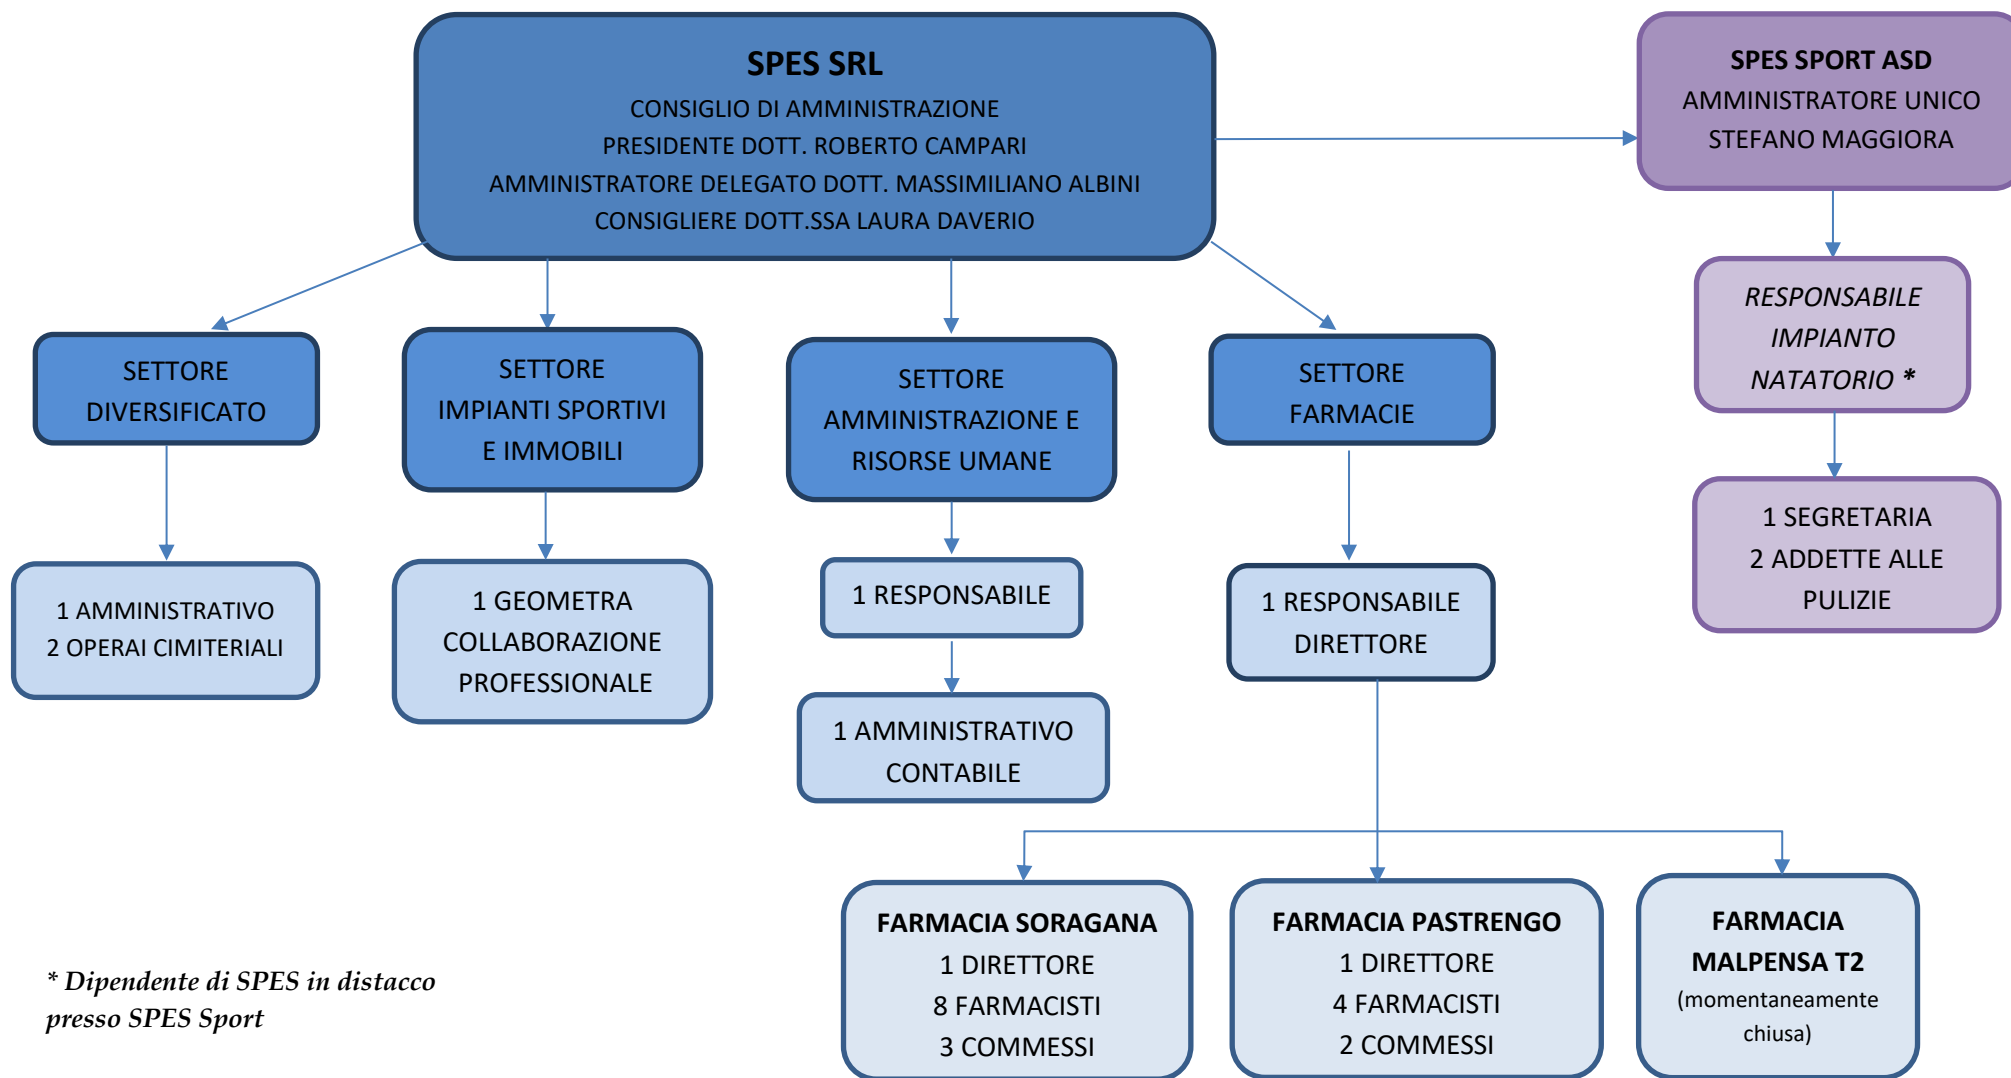 SPES SRL
CONSIGLIO DI AMMINISTRAZIONE
PRESIDENTE DOTT. ROBERTO CAMPARI
AMMINISTRATORE DELEGATO DOTT. MASSIMILIANO ALBINI
CONSIGLIERE DOTT.SSA LAURA DAVERIO
SPES SPORT ASD
AMMINISTRATORE UNICO
STEFANO MAGGIORA
SETTORE
DIVERSIFICATO
SETTORE
IMPIANTI SPORTIVI
E IMMOBILI
SETTORE
AMMINISTRAZIONE E
RISORSE UMANE
SETTORE
FARMACIE
RESPONSABILE
IMPIANTO
NATATORIO *
1 AMMINISTRATIVO
2 OPERAI CIMITERIALI
1 GEOMETRA
COLLABORAZIONE
PROFESSIONALE
1 RESPONSABILE
1 RESPONSABILE
DIRETTORE
1 SEGRETARIA
2 ADDETTE ALLE
PULIZIE
1 AMMINISTRATIVO
CONTABILE
FARMACIA SORAGANA
1 DIRETTORE
8 FARMACISTI
3 COMMESSI
FARMACIA PASTRENGO
1 DIRETTORE
4 FARMACISTI
2 COMMESSI
FARMACIA
MALPENSA T2
(momentaneamente
chiusa)
* Dipendente di SPES in distacco
presso SPES Sport